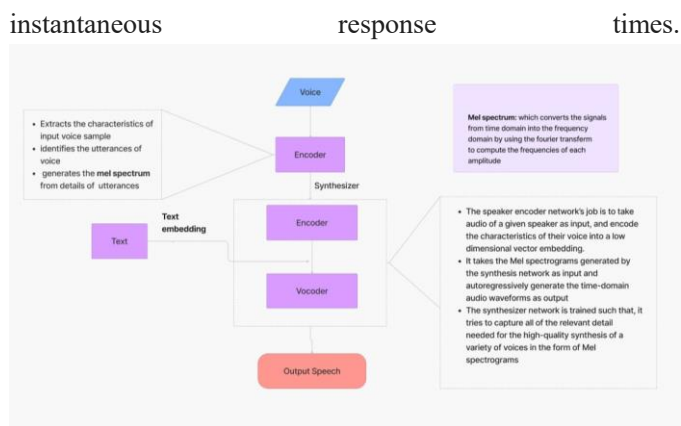 instantaneous response times.
Voice
• Extracts the characteristics of
input voice sample
• identifies the utterances of
voice
• generates the mel spectrum
from details of utterances
Encoder
Mel spectrum: which converts the signals
from time domain into the frequency
domain by using the fourier transferm
to compute the frequencies of each
amplitude
Synthesizer
Text
embedding
Text
Encoder
Vocoder
• The speaker encoder network's job is to take
audio of a given speaker as input, and encode
the characteristics of their voice into a low
dimensional vector embedding.
• It takes the Mel spectrograms generated by
the synthesis network as input and
autoregressively generate the time-domain
audio waveforms as output
• The synthesizer network is trained such that, it
tries to capture all of the relevant detail
needed for the high-quality synthesis of a
variety of voices in the form of Mel
spectrograms
Output Speech